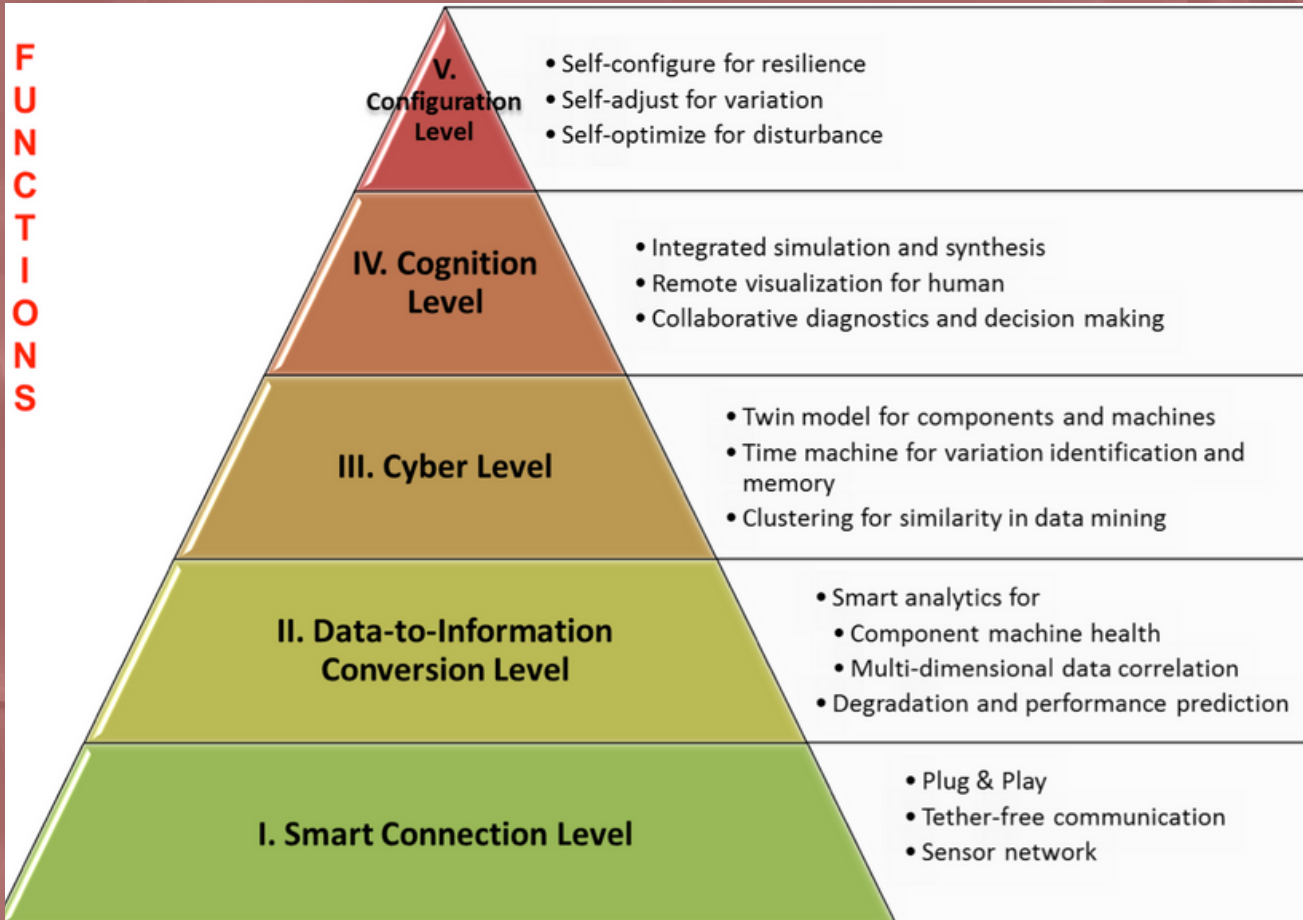 FUNCTIONS
V.
Configuration
Level
• Self-configure for resilience
• Self-adjust for variation
• Self-optimize for disturbance
IV. Cognition
Level
• Integrated simulation and synthesis
• Remote visualization for human
• Collaborative diagnostics and decision making
III. Cyber Level
• Twin model for components and machines
• Time machine for variation identification and
memory
• Clustering for similarity in data mining
II. Data-to-Information
Conversion Level
• Smart analytics for
• Component machine health
• Multi-dimensional data correlation
• Degradation and performance prediction
I. Smart Connection Level
• Plug & Play
• Tether-free communication
• Sensor network